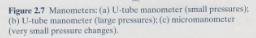 Figure 2.7 Manometers: (a) U-tube manometer (small pressures);
(b) U-tube manometer (large pressures); (c) micromanometer
(very small pressure changes).